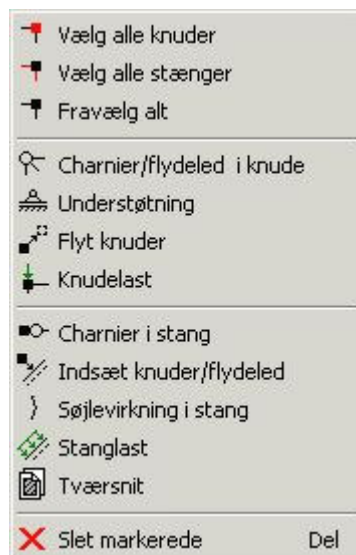 Vælg alle knuder
Vælg alle stænger
Fravælg alt
Charnier/flydeled i knude
Understøtning
Flyt knuder
Knudelast
Charnier i stang
Indsæt knuder/flydeled
Søjlevirkning i stang
Stanglast
Tværsnit
Slet markerede Del